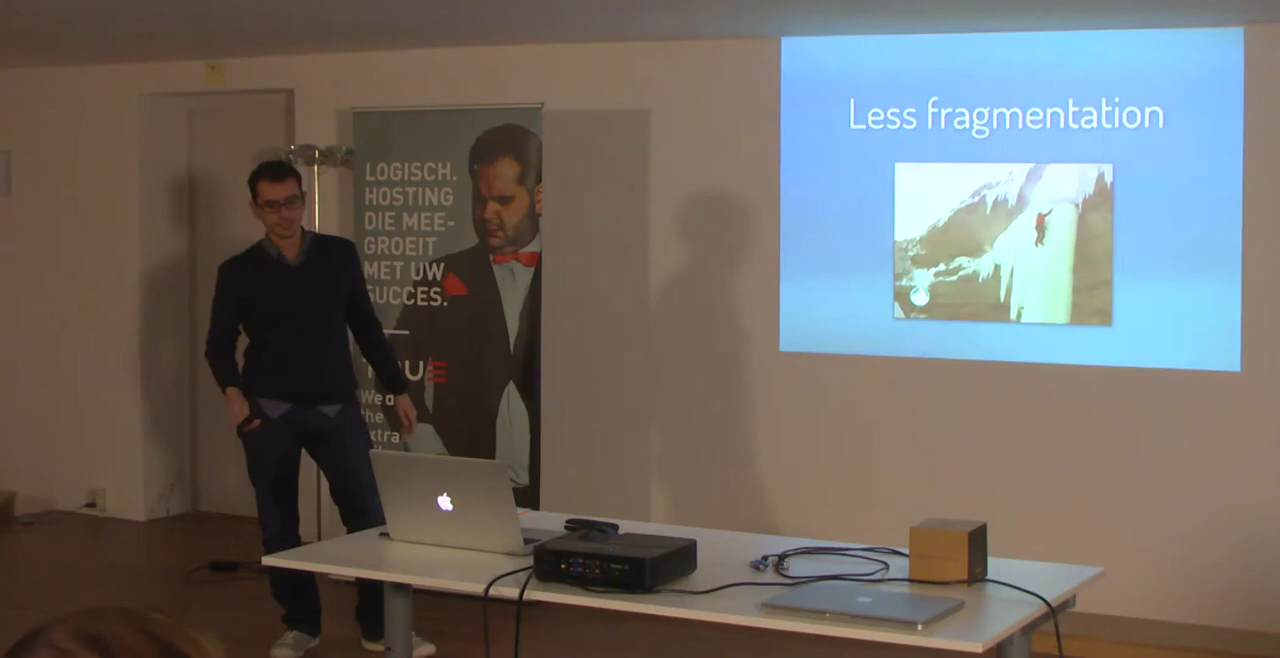 LOGISCH.
HOSTING
DIE MEE-
GROEIT
MET UW
SUCCES.
We a
the
extra
Less fragmentation